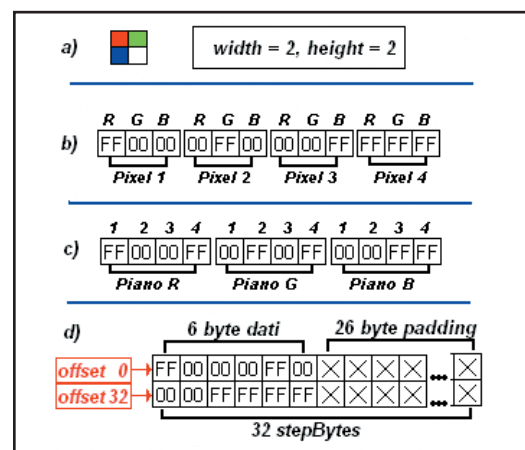 a) width = 2, height = 2
R G B R G B R G B R G B
b) FF 00 00 00 FF 00 00 00 FF FF FF FF
Pixel 1 Pixel 2 Pixel 3 Pixel 4
1 2 3 4 1 2 3 4 1 2 3 4
c) FF 00 00 FF 00 FF 00 FF 00 00 FF FF
Piano R Piano G Piano B
d) 6 byte dati 26 byte padding
offset 0 FF 00 00 00 FF 00 X X X X ... X
offset 32 00 00 FF FF FF FF X X X X ... X
32 stepBytes